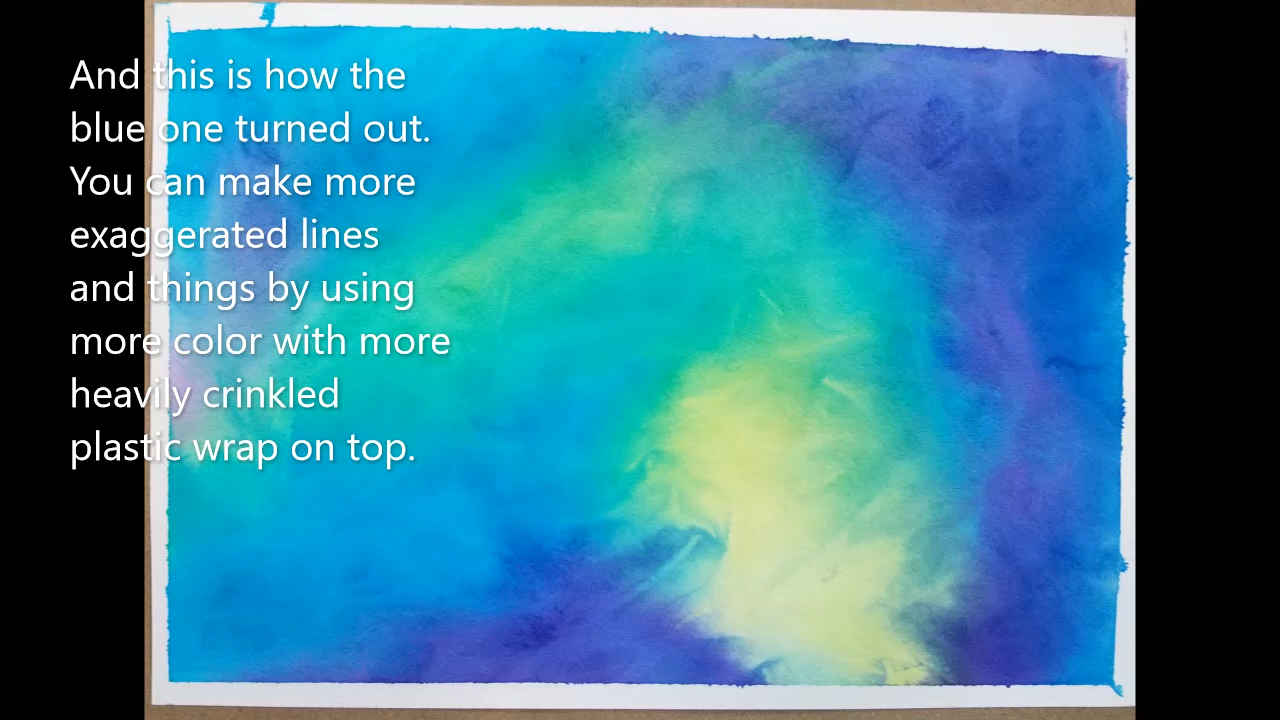 And this is how the
blue one turned out.
You can make more
exaggerated lines
and things by using
more color with more
heavily crinkled
plastic wrap on top.